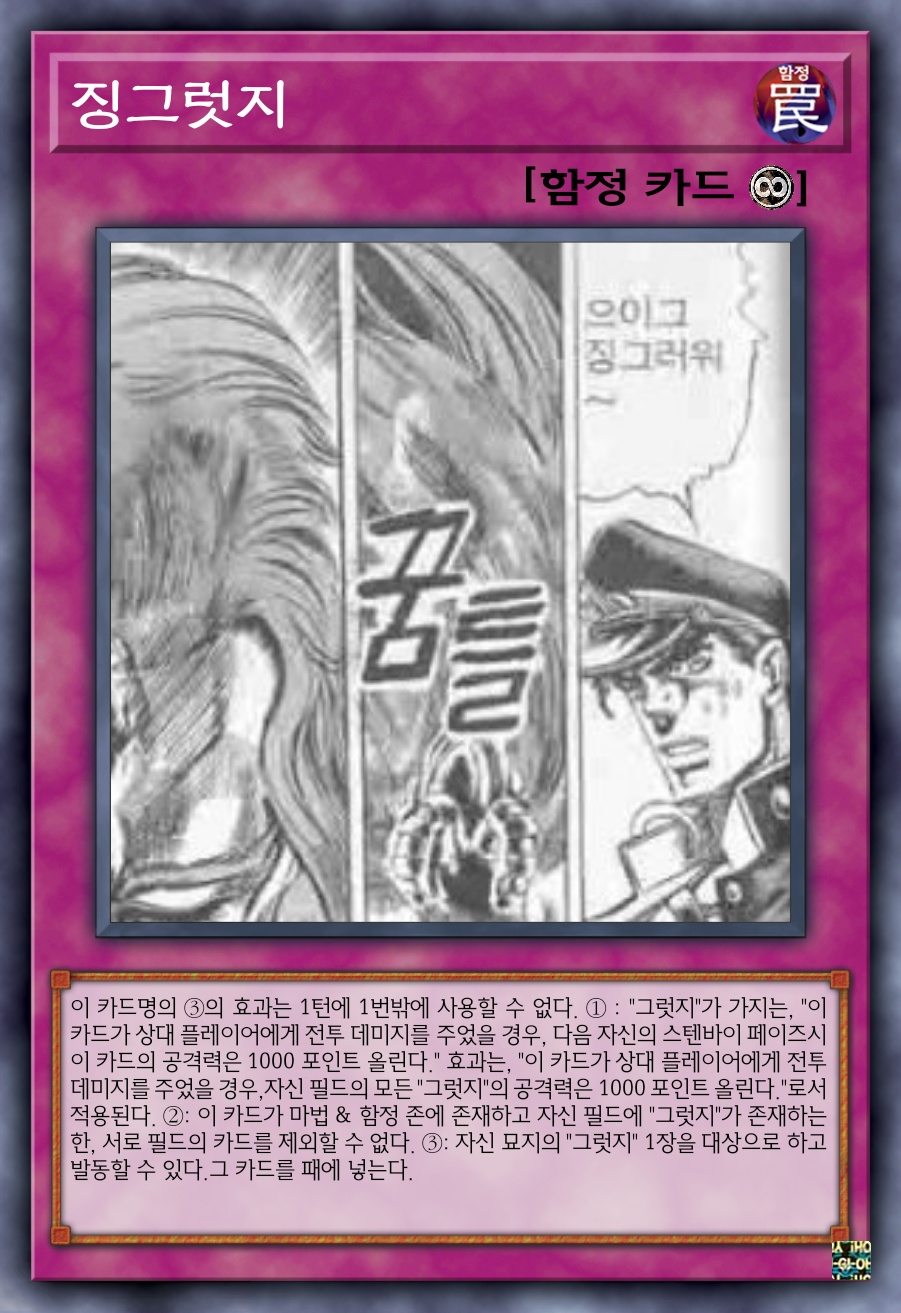 징그럿지
함정
罠
[함정 카드 ∞]
으이그
징그러워
~
꿈
틀
이 카드명의 ③의 효과는 1턴에 1번밖에 사용할 수 없다. ① : "그럿지"가 가지는, "이
카드가 상대 플레이어에게 전투 데미지를 주었을 경우, 다음 자신의 스텐바이 페이즈시
이 카드의 공격력은 1000 포인트 올린다." 효과는, "이 카드가 상대 플레이어에게 전투
데미지를 주었을 경우,자신 필드의 모든 "그럿지"의 공격력은 1000 포인트 올린다."로서
적용된다. ②: 이 카드가 마법 & 함정 존에 존재하고 자신 필드에 "그럿지"가 존재하는
한, 서로 필드의 카드를 제외할 수 없다. ③: 자신 묘지의 "그럿지" 1장을 대상으로 하고
발동할 수 있다.그 카드를 패에 넣는다.